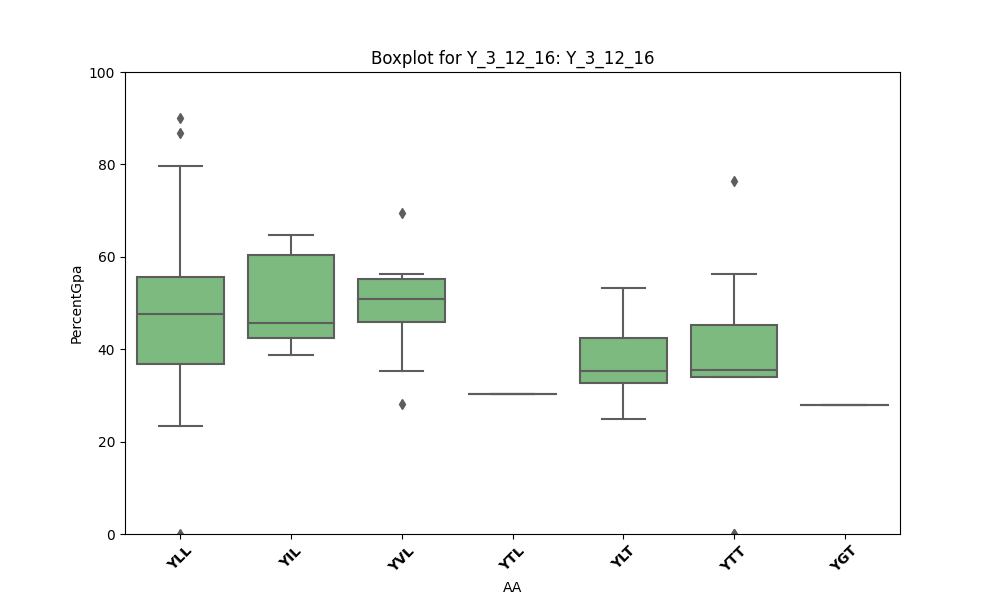 Boxplot for Y_3_12_16: Y_3_12_16
100
80
60
40
20
0
PercentGpa
YLL YIL YVL YTL YLT YTT YGT
AA